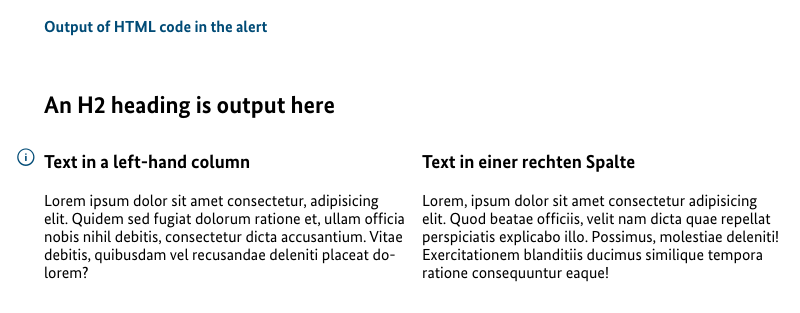 Output of HTML code in the alert
An H2 heading is output here
Text in a left-hand column
Lorem ipsum dolor sit amet consectetur, adipisicing
elit. Quidem sed fugiat dolorum ratione et, ullam officia
nobis nihil debitis, consectetur dicta accusantium. Vitae
debitis, quibusdam vel recusandae deleniti placeat do-
lorem?
Text in einer rechten Spalte
Lorem, ipsum dolor sit amet consectetur adipisicing
elit. Quod beatae officiis, velit nam dicta quae repellat
perspiciatis explicabo illo. Possimus, molestiae deleniti!
Exercitationem blanditiis ducimus similique tempora
ratione consequuntur eaque!